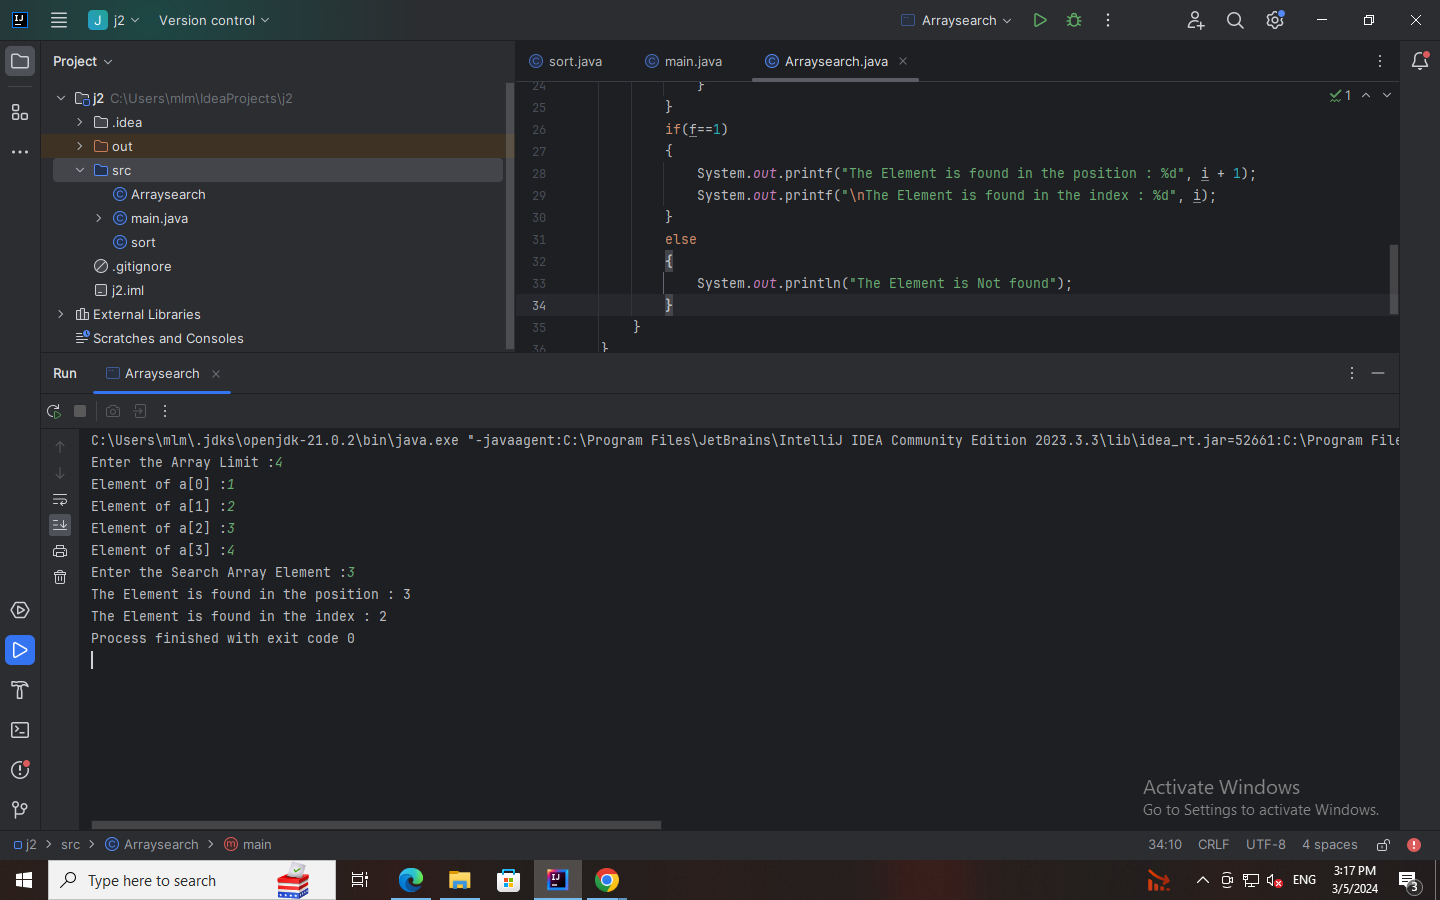 J j2 Version control Arraysearch
Project sort.java main.java Arraysearch.java
j2 C:\Users\mlm\IdeaProjects\j2
.idea
out
src
Arraysearch
main.java
sort
.gitignore
j2.iml
External Libraries
Scratches and Consoles
24 }
25 }
26 if(f==1)
27 {
28 System.out.printf("The Element is found in the position : %d", i + 1);
29 System.out.printf("\nThe Element is found in the index : %d", i);
30 }
31 else
32 {
33 System.out.println("The Element is Not found");
34 }
35 }
36 }
1
Run Arraysearch
C:\Users\mlm\.jdks\openjdk-21.0.2\bin\java.exe "-javaagent:C:\Program Files\JetBrains\IntelliJ IDEA Community Edition 2023.3.3\lib\idea_rt.jar=52661:C:\Program File
Enter the Array Limit :4
Element of a[0] :1
Element of a[1] :2
Element of a[2] :3
Element of a[3] :4
Enter the Search Array Element :3
The Element is found in the position : 3
The Element is found in the index : 2
Process finished with exit code 0
Activate Windows
Go to Settings to activate Windows.
j2 > src > Arraysearch > main 34:10 CRLF UTF-8 4 spaces
Type here to search ENG 3:17 PM
3/5/2024 3